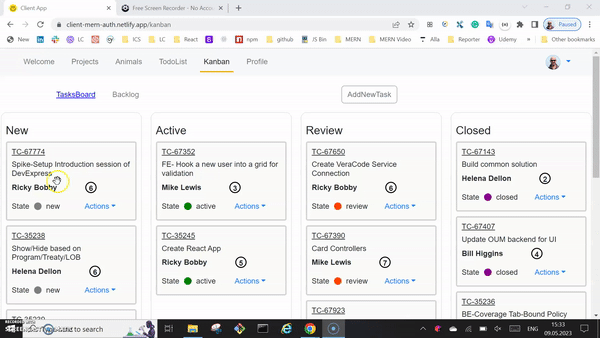 Client App
Free Screen Recorder - No Acco
client-mern-auth.netlify.app/kanban
Paused
New
LC
React
npm
github
JS Bin
MERN
MERN Video
Alla
Reporter
Udemy
Other bookmarks
Welcome Projects Animals TodoList Kanban Profile
TasksBoard Backlog AddNewTask
New
TC-67774
Spike-Setup Introduction session of
DevExpress
Ricky Bobby 6
State new Actions
TC-35238
Show/Hide based on
Program/Treaty/LOB
Helena Dellon 6
State new Actions
Active
TC-67352
FE- Hook a new user into a grid for
validation
Mike Lewis 3
State active Actions
TC-35245
Create React App
Ricky Bobby 5
State active Actions
Review
TC-67650
Create VeraCode Service
Connection
Ricky Bobby 6
State review Actions
TC-67390
Card Controllers
Mike Lewis 7
State review Actions
TC-67923
Closed
TC-67143
Build common solution
Helena Dellon 2
State closed Actions
TC-67407
Update OUM backend for UI
Bill Higgins 4
State closed Actions
TC-35236
BE-Coverage Tab-Bound Policy
to search
ENG
15:33
09.05.2023